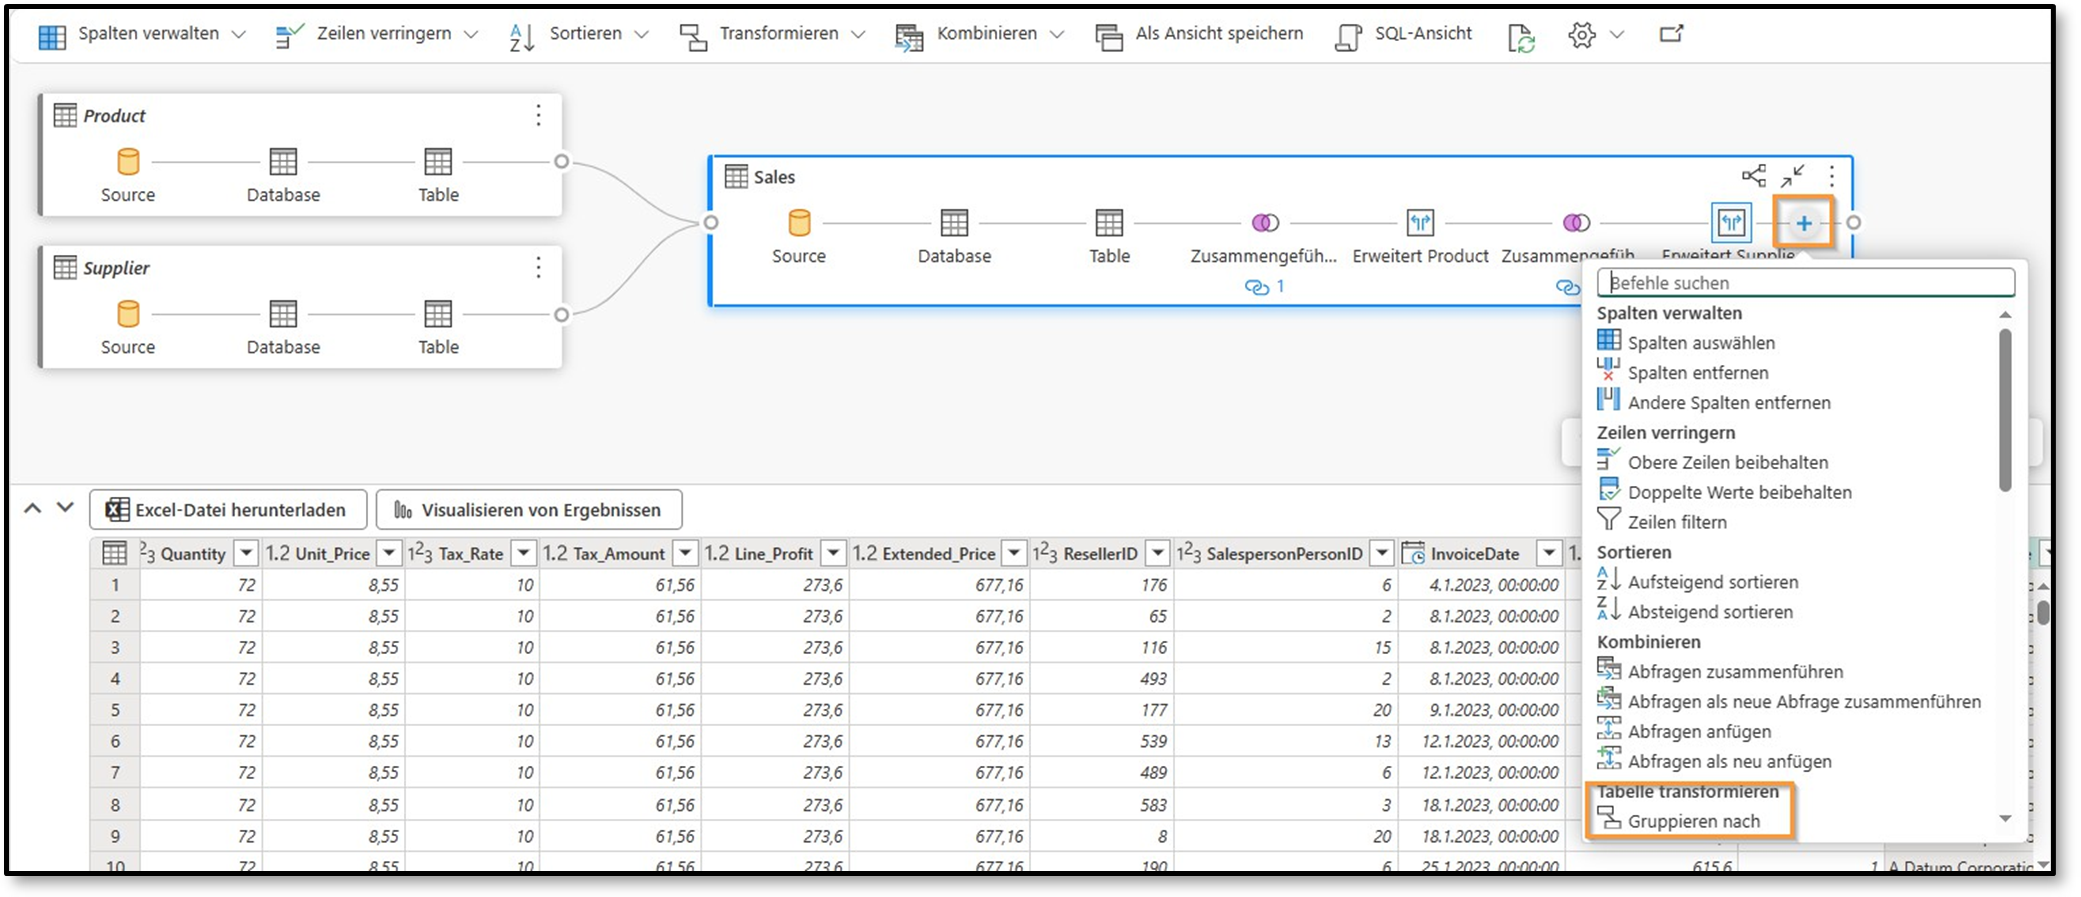 Spalten verwalten Zeilen verringern Sortieren Transformieren Kombinieren Als Ansicht speichern SQL-Ansicht
Product
Source Database Table
Supplier
Source Database Table
Sales
Source Database Table Zusammengefüh... Erweitert Product Zusammengefüh Erweitert Supplie
1
Befehle suchen
Spalten verwalten
Spalten auswählen
Spalten entfernen
Andere Spalten entfernen
Zeilen verringern
Obere Zeilen beibehalten
Doppelte Werte beibehalten
Zeilen filtern
Sortieren
Aufsteigend sortieren
Absteigend sortieren
Kombinieren
Abfragen zusammenführen
Abfragen als neue Abfrage zusammenführen
Abfragen anfügen
Abfragen als neu anfügen
Tabelle transformieren
Gruppieren nach
Excel-Datei herunterladen Visualisieren von Ergebnissen
23 Quantity 1.2 Unit_Price 123 Tax_Rate 1.2 Tax_Amount 1.2 Line_Profit 1.2 Extended_Price 123 ResellerID 123 SalespersonPersonID InvoiceDate 1.
1 72 8,55 10 61,56 273,6 677,16 176 6 4.1.2023, 00:00:00
2 72 8,55 10 61,56 273,6 677,16 65 2 8.1.2023, 00:00:00
3 72 8,55 10 61,56 273,6 677,16 116 15 8.1.2023, 00:00:00
4 72 8,55 10 61,56 273,6 677,16 493 2 8.1.2023, 00:00:00
5 72 8,55 10 61,56 273,6 677,16 177 20 9.1.2023, 00:00:00
6 72 8,55 10 61,56 273,6 677,16 539 13 12.1.2023, 00:00:00
7 72 8,55 10 61,56 273,6 677,16 489 6 12.1.2023, 00:00:00
8 72 8,55 10 61,56 273,6 677,16 583 3 18.1.2023, 00:00:00
9 72 8,55 10 61,56 273,6 677,16 8 20 18.1.2023, 00:00:00
10 72 8,55 10 61,56 273,6 677,16 190 6 25.1.2023, 00:00:00 615,6 1 A Datum Corporatio